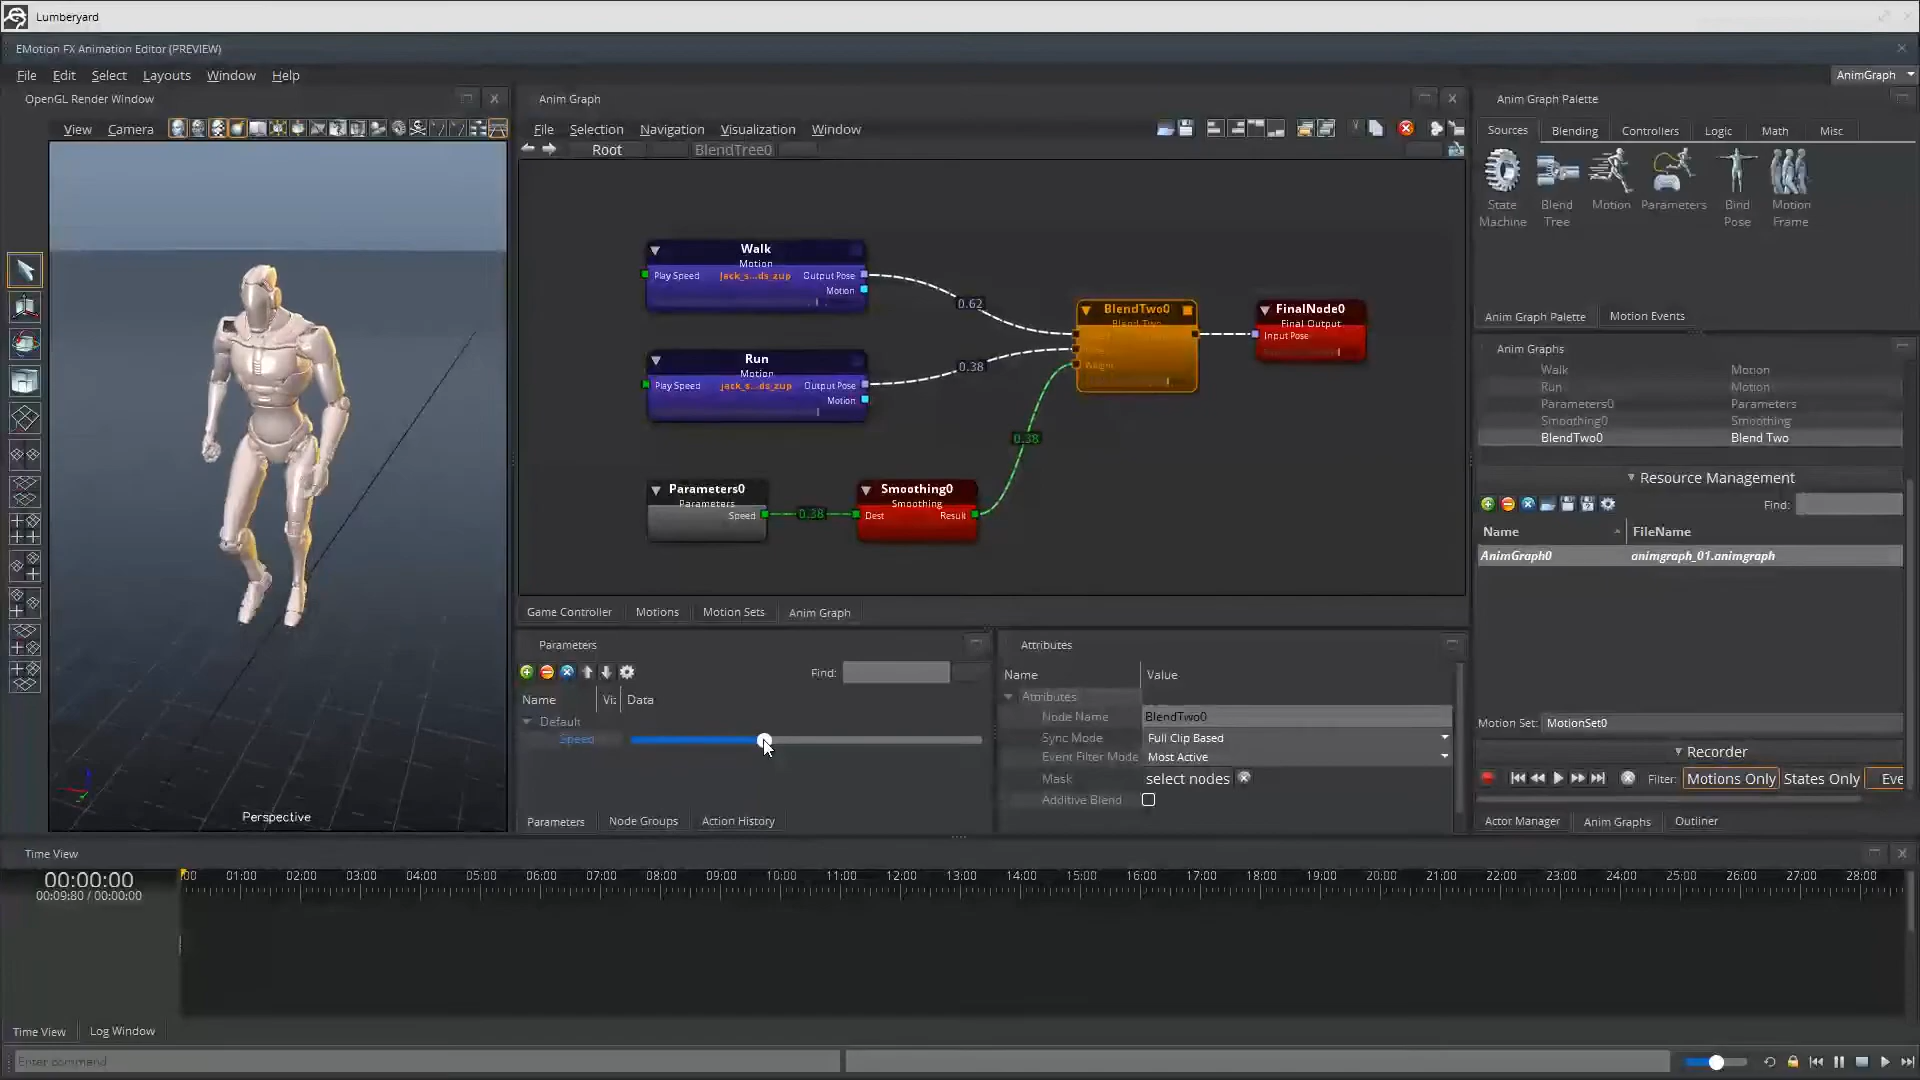 Lumberyard
EMotion FX Animation Editor (PREVIEW)
File Edit Select Layouts Window Help
AnimGraph
OpenGL Render Window
View Camera
Perspective
Anim Graph
File Selection Navigation Visualization Window
Root BlendTree0
Walk
Motion
Play Speed jack_s...ds_zup Output Pose
Motion
0.62
Run
Motion
Play Speed jack_s...ds_zup Output Pose
Motion
0.38
BlendTwo0
Blend Two
Weight
FinalNode0
Final Output
Input Pose
0.38
Parameters0
Parameters
Speed
0.38
Smoothing0
Smoothing
Dest Result
Game Controller Motions Motion Sets Anim Graph
Parameters
Find:
Name Vi: Data
Default
Speed
Parameters Node Groups Action History
Attributes
Name Value
Attributes
Node Name BlendTwo0
Sync Mode Full Clip Based
Event Filter Mode Most Active
Mask select nodes
Additive Blend
Anim Graph Palette
Sources Blending Controllers Logic Math Misc
State Machine
Blend Tree
Motion
Parameters
Bind Pose
Motion Frame
Anim Graph Palette Motion Events
Anim Graphs
Walk Motion
Run Motion
Parameters0 Parameters
Smoothing0 Smoothing
BlendTwo0 Blend Two
Resource Management
Find:
Name FileName
AnimGraph0 animgraph_01.animgraph
Motion Set: MotionSet0
Recorder
Filter: Motions Only States Only Eve
Actor Manager Anim Graphs Outliner
Time View
00:00:00
00:09:80 / 00:00:00
:00 01:00 02:00 03:00 04:00 05:00 06:00 07:00 08:00 09:00 10:00 11:00 12:00 13:00 14:00 15:00 16:00 17:00 18:00 19:00 20:00 21:00 22:00 23:00 24:00 25:00 26:00 27:00 28:00
Time View Log Window
Enter command